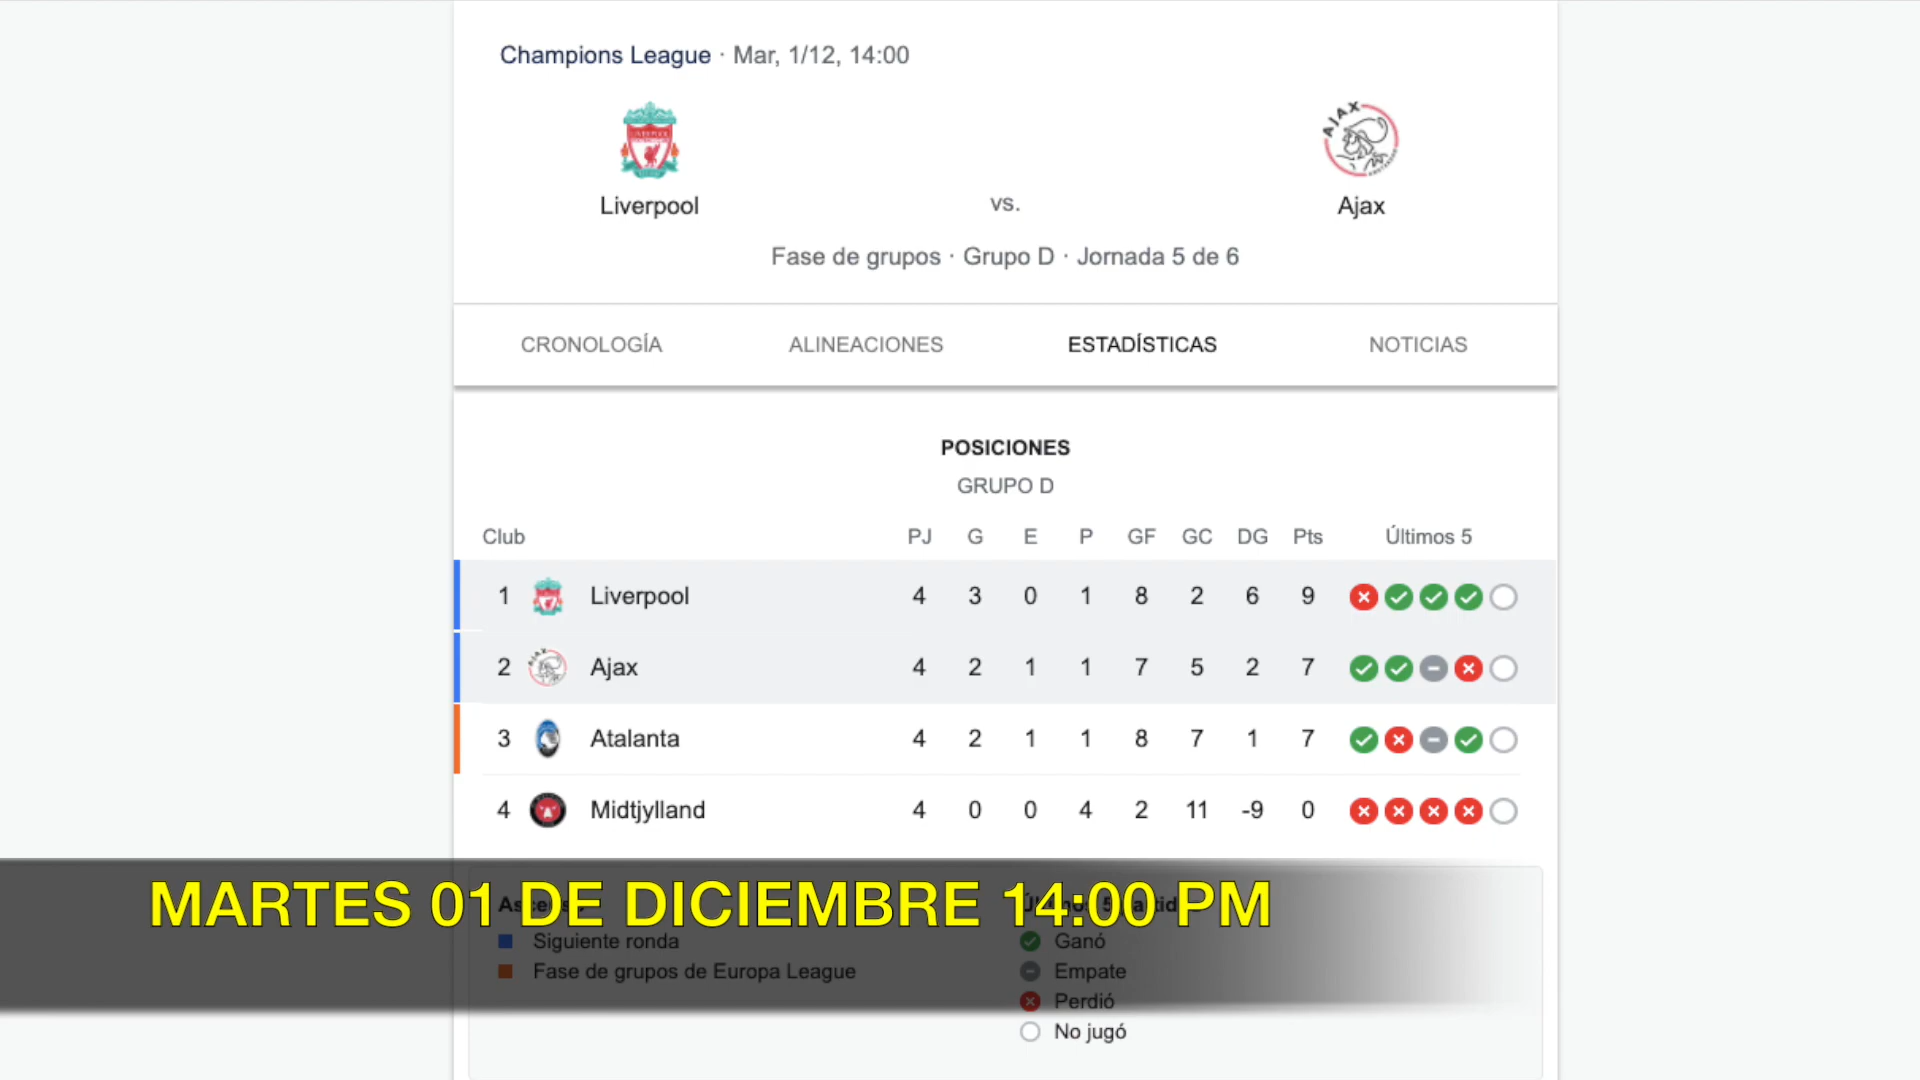 Champions League · Mar, 1/12, 14:00
Liverpool
vs.
AJAX
Ajax
Fase de grupos · Grupo D · Jornada 5 de 6
CRONOLOGÍA ALINEACIONES ESTADÍSTICAS NOTICIAS
POSICIONES
GRUPO D
Club PJ G E P GF GC DG Pts Últimos 5
1 Liverpool 4 3 0 1 8 2 6 9
2 Ajax 4 2 1 1 7 5 2 7
3 Atalanta 4 2 1 1 8 7 1 7
4 Midtjylland 4 0 0 4 2 11 -9 0
MARTES 01 DE DICIEMBRE 14:00 PM
Siguiente ronda
Fase de grupos de Europa League
Ganó
Empate
Perdió
No jugó